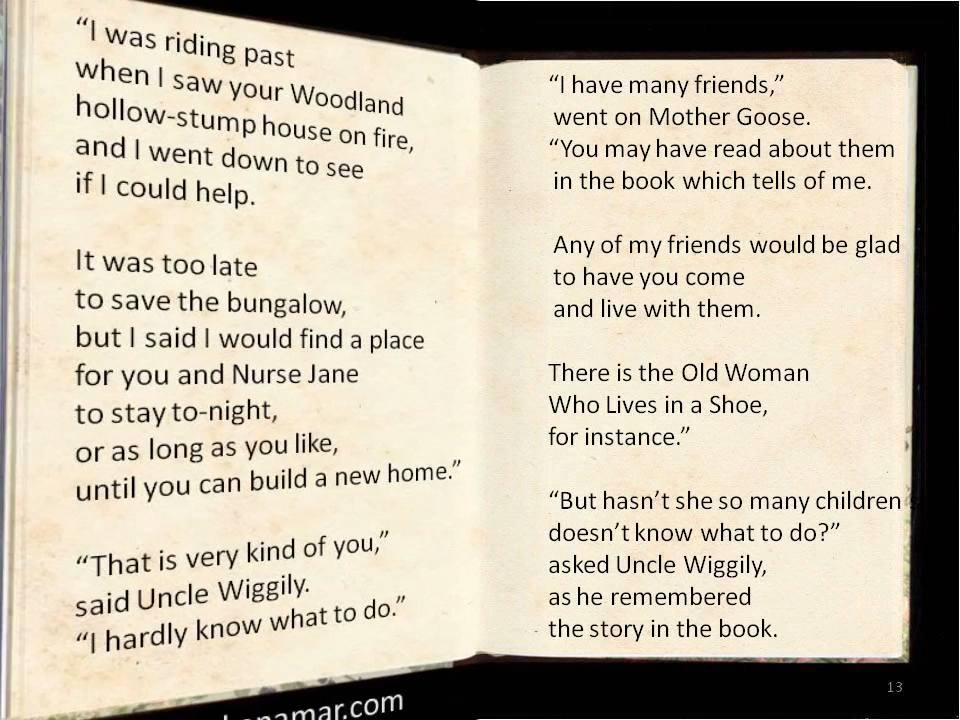 “I was riding past
when I saw your Woodland
hollow-stump house on fire,
and I went down to see
if I could help.
It was too late
to save the bungalow,
but I said I would find a place
for you and Nurse Jane
to stay to-night,
or as long as you like,
until you can build a new home.”
“That is very kind of you,”
said Uncle Wiggily.
“I hardly know what to do.”
“I have many friends,”
went on Mother Goose.
“You may have read about them
in the book which tells of me.
Any of my friends would be glad
to have you come
and live with them.
There is the Old Woman
Who Lives in a Shoe,
for instance.”
“But hasn’t she so many children
doesn’t know what to do?”
asked Uncle Wiggily,
as he remembered
the story in the book.
13